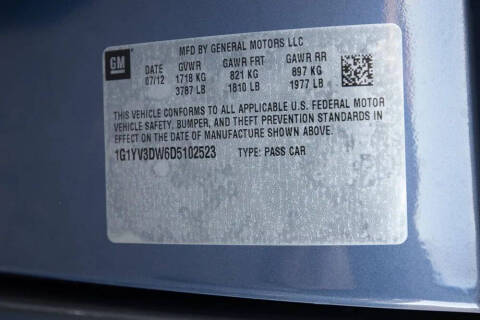 GM
MFD BY GENERAL MOTORS LLC
DATE GVWR GAWR FRT GAWR RR
07/12 1718 KG 821 KG 897 KG
3787 LB 1810 LB 1977 LB
THIS VEHICLE CONFORMS TO ALL APPLICABLE U.S. FEDERAL MOTOR
VEHICLE SAFETY, BUMPER, AND THEFT PREVENTION STANDARDS
IN EFFECT ON THE DATE OF MANUFACTURE SHOWN ABOVE.
1G1YV3DW6D5102523 TYPE: PASS CAR